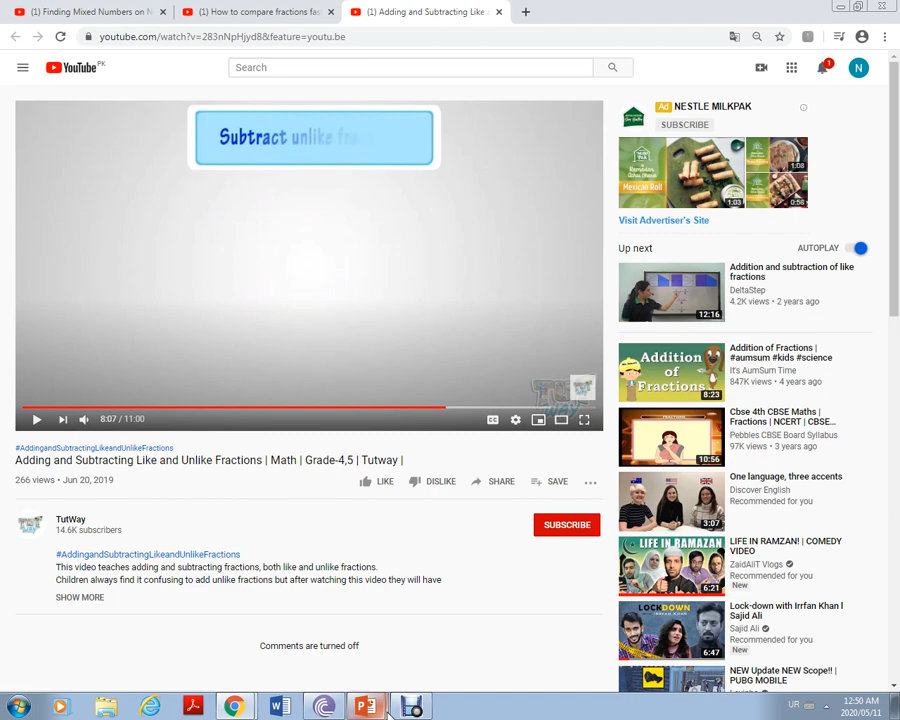 (1) Finding Mixed Numbers on N
(1) How to compare fractions fas
(1) Adding and Subtracting Like a
youtube.com/watch?v=283nNpHjyd8&feature=youtu.be
YouTube PK
Search
1
N
Subtract unlike fra
Ad NESTLE MILKPAK
SUBSCRIBE
Mexican Roll
1:03
1:08
0:58
Visit Advertiser's Site
Up next
AUTOPLAY
Addition and subtraction of like
fractions
DeltaStep
4.2K views • 2 years ago
12:16
Addition of Fractions |
#aumsum #kids #science
It's AumSum Time
847K views • 4 years ago
Addition
of
Fractions
8:23
8:07 / 11:00
CC
Cbse 4th CBSE Maths |
Fractions | NCERT | CBSE...
Pebbles CBSE Board Syllabus
97K views • 3 years ago
10:56
#AddingandSubtractingLikeandUnlikeFractions
Adding and Subtracting Like and Unlike Fractions | Math | Grade-4,5 | Tutway |
266 views • Jun 20, 2019
LIKE
DISLIKE
SHARE
SAVE
One language, three accents
Discover English
Recommended for you
3:07
TutWay
14.6K subscribers
SUBSCRIBE
#AddingandSubtractingLikeandUnlikeFractions
This video teaches adding and subtracting fractions, both like and unlike fractions.
Children always find it confusing to add unlike fractions but after watching this video they will have
SHOW MORE
LIFE IN RAMZAN! | COMEDY
VIDEO
ZaidAliT Vlogs
Recommended for you
New
LIFE IN RAMAZAN
6:21
Lock-down with Irrfan Khan l
Sajid Ali
Sajid Ali
Recommended for you
New
LOCKDOWN
6:47
Comments are turned off
NEW Update NEW Scope!! |
PUBG MOBILE
UR
12:50 AM
2020/05/11